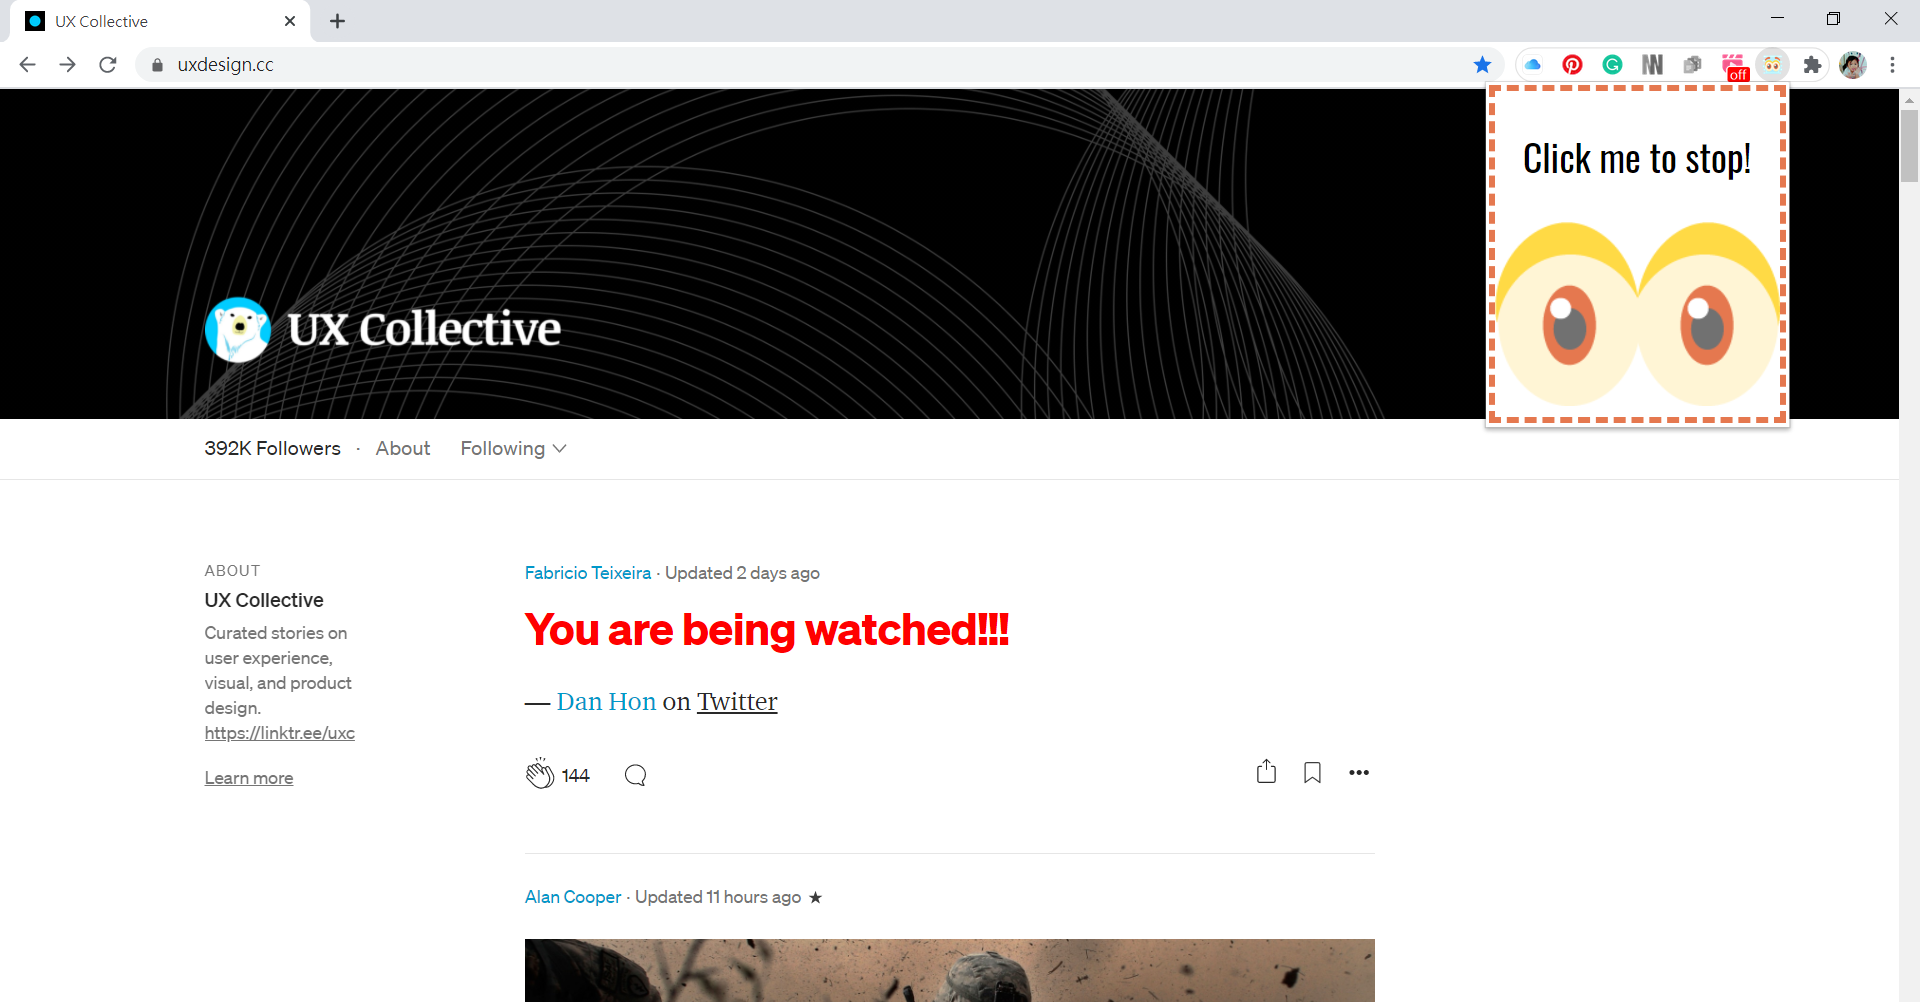 UX Collective
uxdesign.cc
off
Click me to stop!
UX Collective
392K Followers · About Following
ABOUT
UX Collective
Curated stories on
user experience,
visual, and product
design.
https://linktr.ee/uxc
Learn more
Fabricio Teixeira · Updated 2 days ago
You are being watched!!!
— Dan Hon on Twitter
144
Alan Cooper · Updated 11 hours ago ★